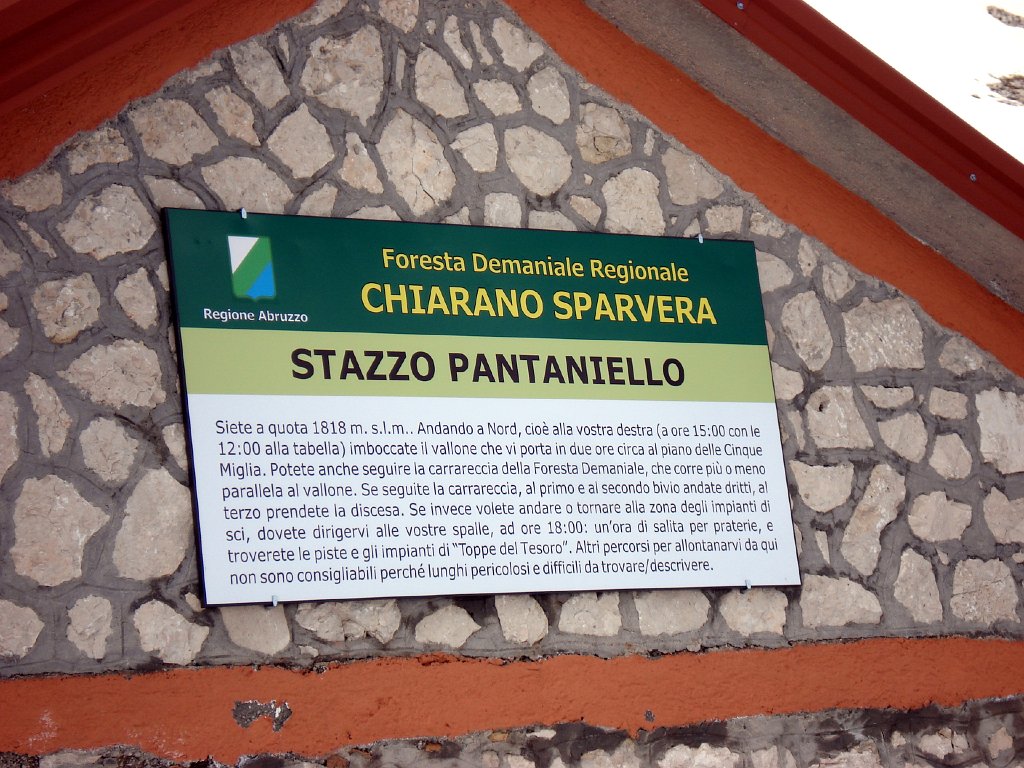 Foresta Demaniale Regionale
CHIARANO SPARVERA
Regione Abruzzo
STAZZO PANTANIELLO
Siete a quota 1818 m. s.l.m.. Andando a Nord, cioè alla vostra destra (a ore 15:00 con le
12:00 alla tabella) imboccate il vallone che vi porta in due ore circa al piano delle Cinque
Miglia. Potete anche seguire la carrareccia della Foresta Demaniale, che corre più o meno
parallela al vallone. Se seguite la carrareccia, al primo e al secondo bivio andate dritti, al
terzo prendete la discesa. Se invece volete andare o tornare alla zona degli impianti di
sci, dovete dirigervi alle vostre spalle, ad ore 18:00: un'ora di salita per praterie, e
troverete le piste e gli impianti di "Toppe del Tesoro". Altri percorsi per allontanarvi da qui
non sono consigliabili perché lunghi pericolosi e difficili da trovare/descrivere.